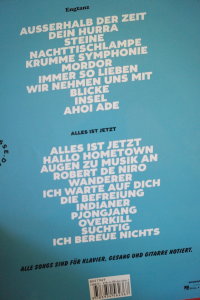 Engtanz
AUSSERHALB DER ZEIT
DEIN HURRA
STEINE
NACHTTISCHLAMPE
KRUMME SYMPHONIE
MORDOR
IMMER SO LIEBEN
WIR NEHMEN UNS MIT
BLICKE
INSEL
AHOI ADE
ALLES IST JETZT
ALLES IST JETZT
HALLO HOMETOWN
AUGEN ZU MUSIK AN
ROBERT DE NIRO
WANDERER
ICH WARTE AUF DICH
DIE BEFREIUNG
INDIANER
PJÖNGJANG
OVERKILL
SÜCHTIG
ICH BEREUE NICHTS
ALLE SONGS SIND FÜR KLAVIER, GESANG UND GITARRE NOTIERT.